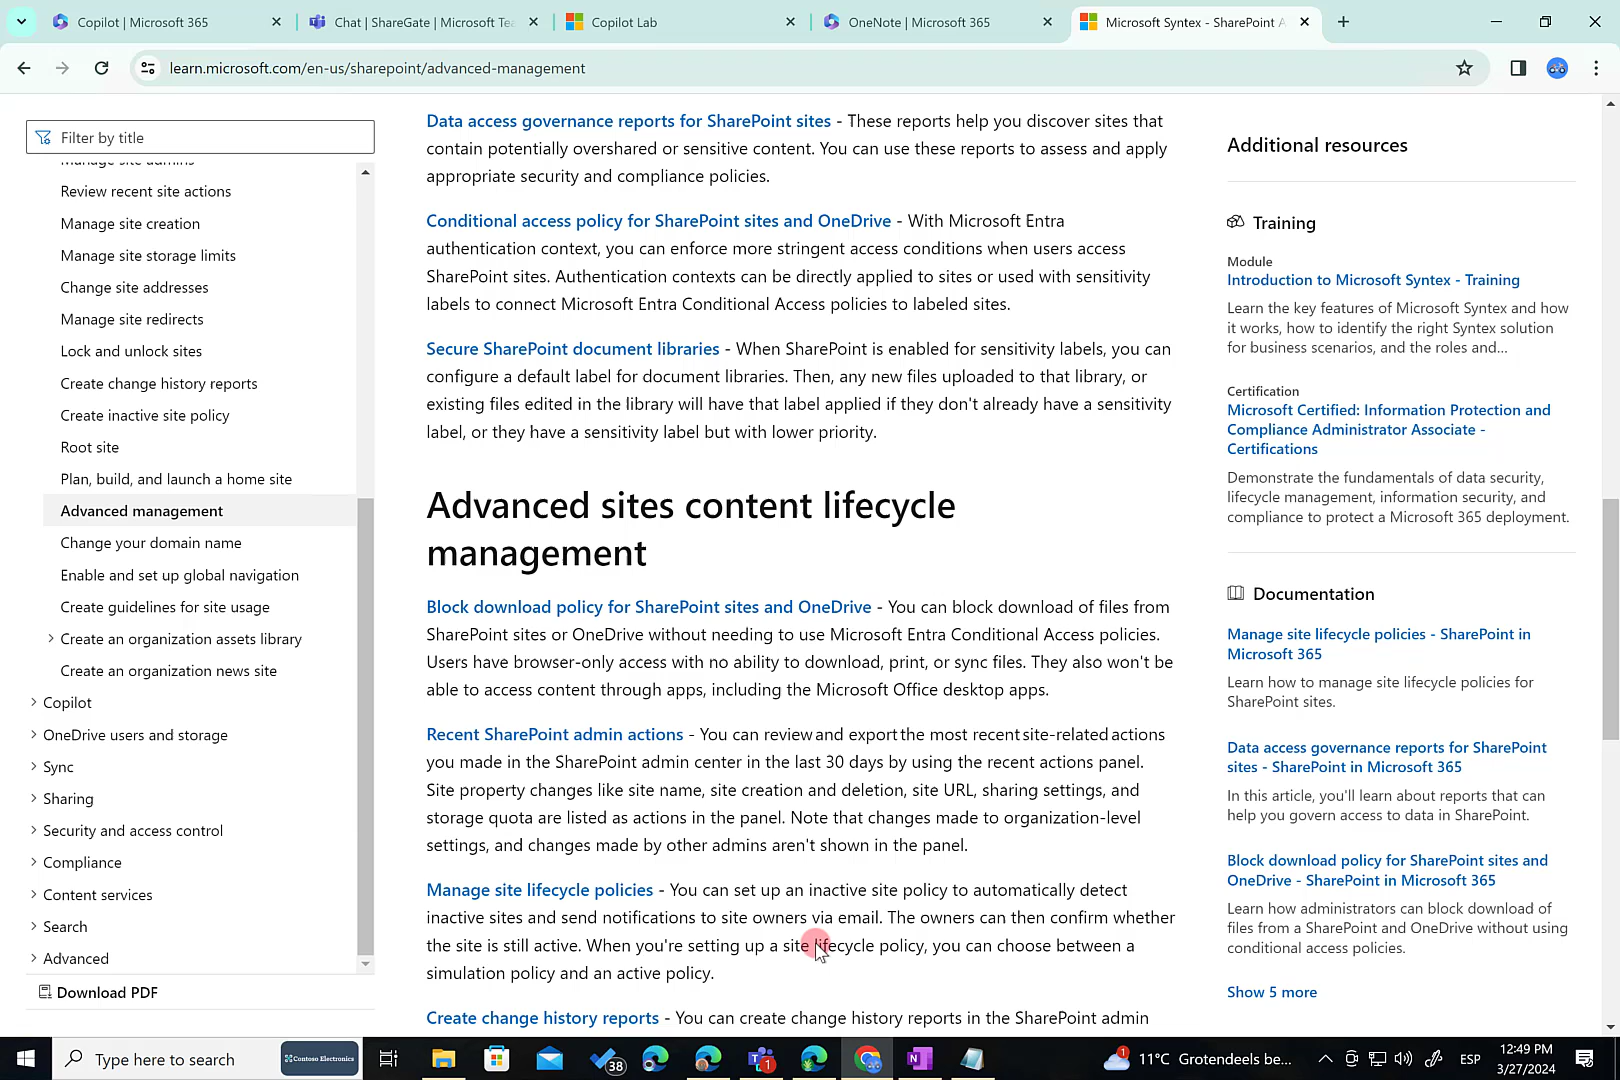 Copilot | Microsoft 365
Chat | ShareGate | Microsoft Te
Copilot Lab
OneNote | Microsoft 365
Microsoft Syntex - SharePoint A
learn.microsoft.com/en-us/sharepoint/advanced-management
Filter by title
Manage site admins
Review recent site actions
Manage site creation
Manage site storage limits
Change site addresses
Manage site redirects
Lock and unlock sites
Create change history reports
Create inactive site policy
Root site
Plan, build, and launch a home site
Advanced management
Change your domain name
Enable and set up global navigation
Create guidelines for site usage
Create an organization assets library
Create an organization news site
Copilot
OneDrive users and storage
Sync
Sharing
Security and access control
Compliance
Content services
Search
Advanced
Download PDF
Data access governance reports for SharePoint sites - These reports help you discover sites that
contain potentially overshared or sensitive content. You can use these reports to assess and apply
appropriate security and compliance policies.
Conditional access policy for SharePoint sites and OneDrive - With Microsoft Entra
authentication context, you can enforce more stringent access conditions when users access
SharePoint sites. Authentication contexts can be directly applied to sites or used with sensitivity
labels to connect Microsoft Entra Conditional Access policies to labeled sites.
Secure SharePoint document libraries - When SharePoint is enabled for sensitivity labels, you can
configure a default label for document libraries. Then, any new files uploaded to that library, or
existing files edited in the library will have that label applied if they don't already have a sensitivity
label, or they have a sensitivity label but with lower priority.
Advanced sites content lifecycle
management
Block download policy for SharePoint sites and OneDrive - You can block download of files from
SharePoint sites or OneDrive without needing to use Microsoft Entra Conditional Access policies.
Users have browser-only access with no ability to download, print, or sync files. They also won't be
able to access content through apps, including the Microsoft Office desktop apps.
Recent SharePoint admin actions - You can review and export the most recent site-related actions
you made in the SharePoint admin center in the last 30 days by using the recent actions panel.
Site property changes like site name, site creation and deletion, site URL, sharing settings, and
storage quota are listed as actions in the panel. Note that changes made to organization-level
settings, and changes made by other admins aren't shown in the panel.
Manage site lifecycle policies - You can set up an inactive site policy to automatically detect
inactive sites and send notifications to site owners via email. The owners can then confirm whether
the site is still active. When you're setting up a site lifecycle policy, you can choose between a
simulation policy and an active policy.
Create change history reports - You can create change history reports in the SharePoint admin
Additional resources
Training
Module
Introduction to Microsoft Syntex - Training
Learn the key features of Microsoft Syntex and how
it works, how to identify the right Syntex solution
for business scenarios, and the roles and...
Certification
Microsoft Certified: Information Protection and
Compliance Administrator Associate -
Certifications
Demonstrate the fundamentals of data security,
lifecycle management, information security, and
compliance to protect a Microsoft 365 deployment.
Documentation
Manage site lifecycle policies - SharePoint in
Microsoft 365
Learn how to manage site lifecycle policies for
SharePoint sites.
Data access governance reports for SharePoint
sites - SharePoint in Microsoft 365
In this article, you'll learn about reports that can
help you govern access to data in SharePoint.
Block download policy for SharePoint sites and
OneDrive - SharePoint in Microsoft 365
Learn how administrators can block download of
files from a SharePoint and OneDrive without using
conditional access policies.
Show 5 more
Type here to search
Contoso Electronics
38
1
1
11°C Grotendeels be...
ESP
12:49 PM
3/27/2024